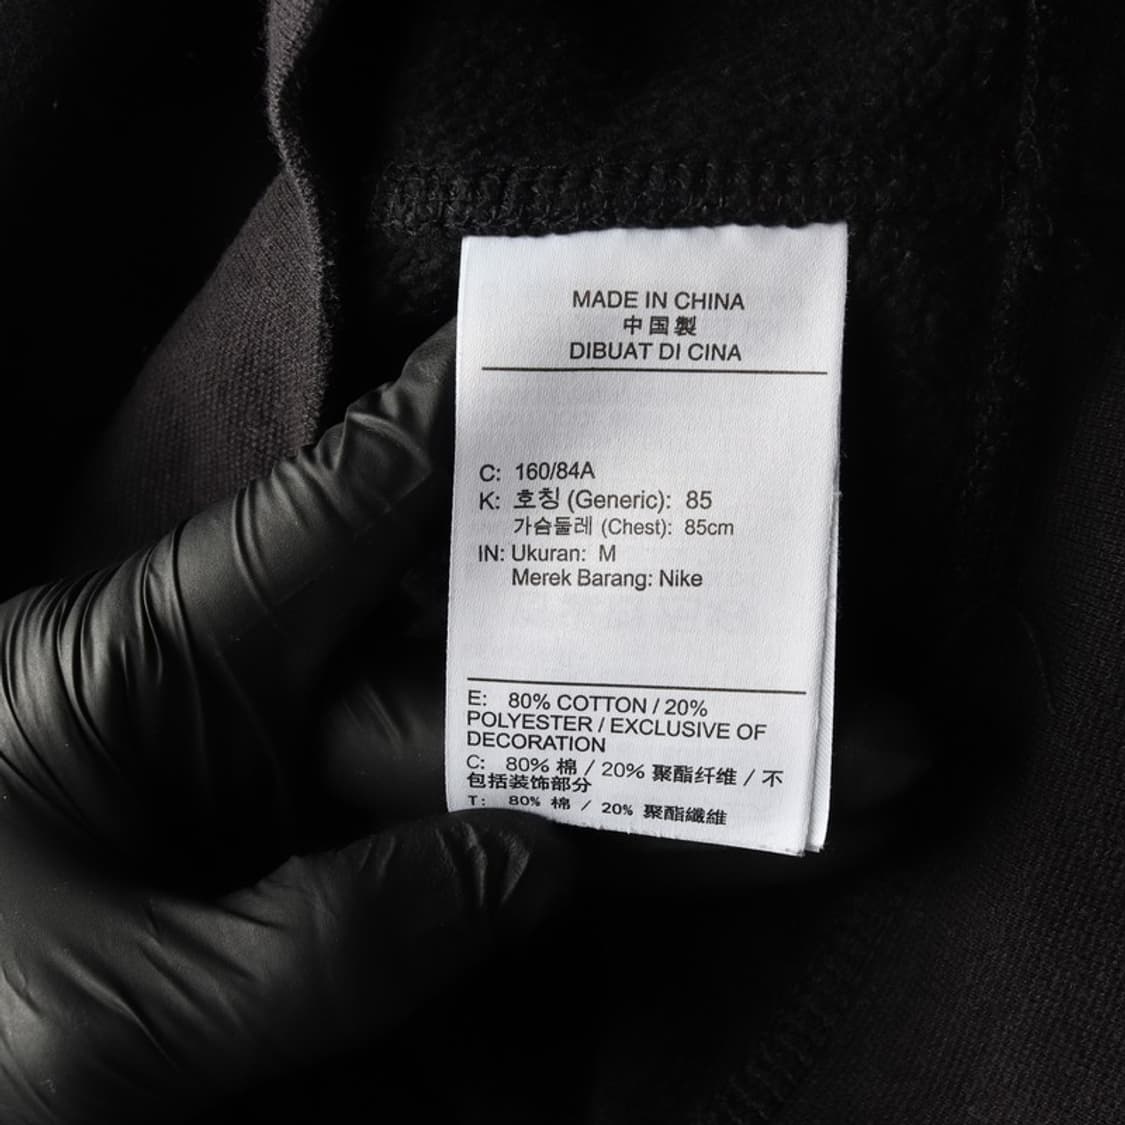 MADE IN CHINA
中国製
DIBUAT DI CINA
C: 160/84A
K: 호칭 (Generic): 85
가슴둘레 (Chest): 85cm
IN: Ukuran: M
Merek Barang: Nike
E: 80% COTTON / 20%
POLYESTER / EXCLUSIVE OF
DECORATION
C: 80% 棉 / 20% 聚酯纤维 / 不
包括装饰部分
T: 80% 棉 / 20% 聚酯纖維